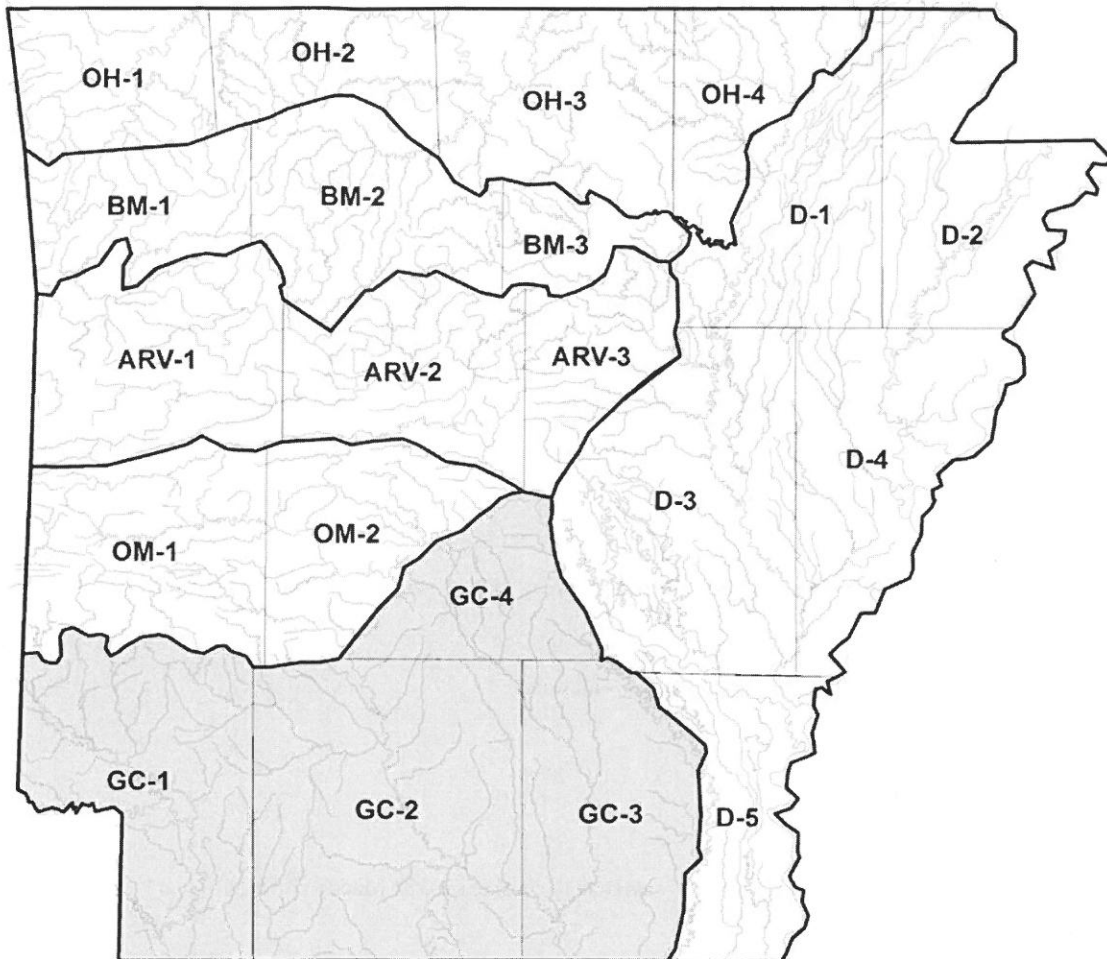 OH-1
OH-2
OH-3
OH-4
BM-1
BM-2
BM-3
D-1
D-2
ARV-1
ARV-2
ARV-3
OM-1
OM-2
D-3
D-4
GC-4
GC-1
GC-2
GC-3
D-5